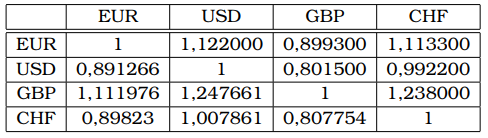 EUR USD GBP CHF
EUR 1 1,122000 0,899300 1,113300
USD 0,891266 1 0,801500 0,992200
GBP 1,111976 1,247661 1 1,238000
CHF 0,89823 1,007861 0,807754 1